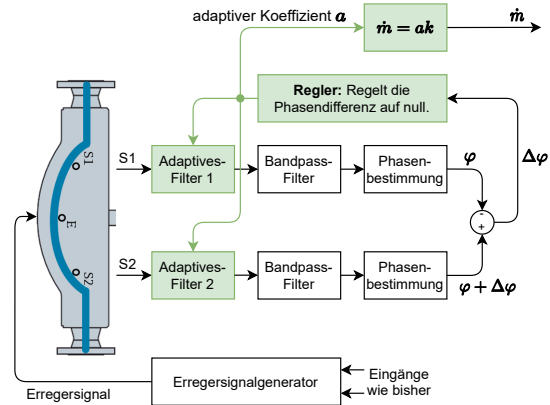 adaptiver Koeffizient a
ṁ = ak
ṁ
Regler: Regelt die
Phasendifferenz auf null.
S1
S1
Adaptives-
Filter 1
Bandpass-
Filter
Phasen-
bestimmung
φ
Δφ
-
+
E
S2
S2
Adaptives-
Filter 2
Bandpass-
Filter
Phasen-
bestimmung
φ + Δφ
Erregersignal
Erregersignalgenerator
Eingänge
wie bisher